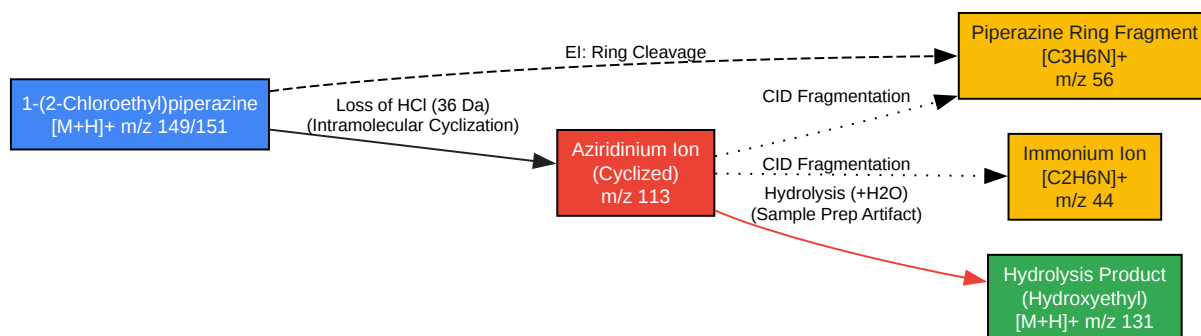 1-(2-Chloroethyl)piperazine
[M+H]+ m/z 149/151
EI: Ring Cleavage
Loss of HCl (36 Da)
(Intramolecular Cyclization)
Aziridinium Ion
(Cyclized)
m/z 113
CID Fragmentation
CID Fragmentation
Hydrolysis (+H2O)
(Sample Prep Artifact)
Piperazine Ring Fragment
[C3H6N]+
m/z 56
Immonium Ion
[C2H6N]+
m/z 44
Hydrolysis Product
(Hydroxyethyl)
[M+H]+ m/z 131